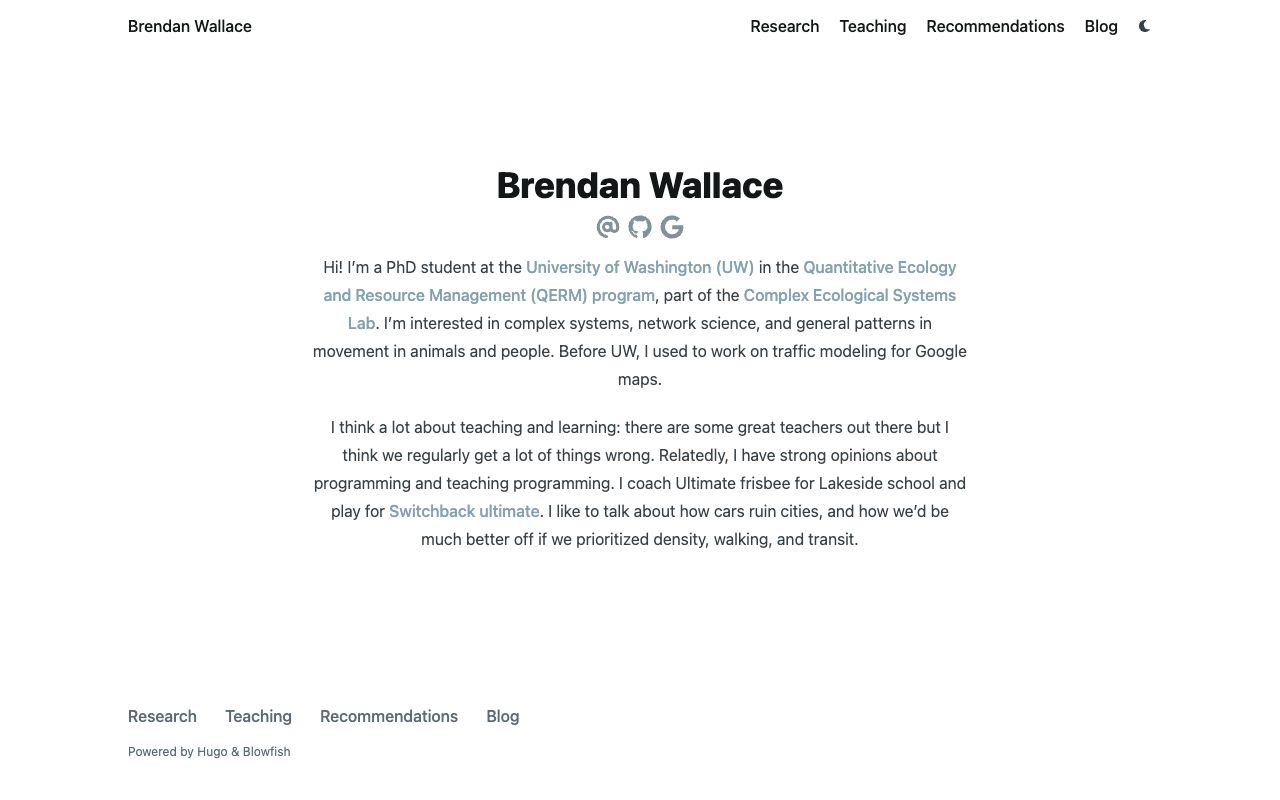 Brendan Wallace
Research Teaching Recommendations Blog
Brendan Wallace
Hi! I’m a PhD student at the University of Washington (UW) in the Quantitative Ecology
and Resource Management (QERM) program, part of the Complex Ecological Systems
Lab. I’m interested in complex systems, network science, and general patterns in
movement in animals and people. Before UW, I used to work on traffic modeling for Google
maps.
I think a lot about teaching and learning: there are some great teachers out there but I
think we regularly get a lot of things wrong. Relatedly, I have strong opinions about
programming and teaching programming. I coach Ultimate frisbee for Lakeside school and
play for Switchback ultimate. I like to talk about how cars ruin cities, and how we’d be
much better off if we prioritized density, walking, and transit.
Research Teaching Recommendations Blog
Powered by Hugo & Blowfish